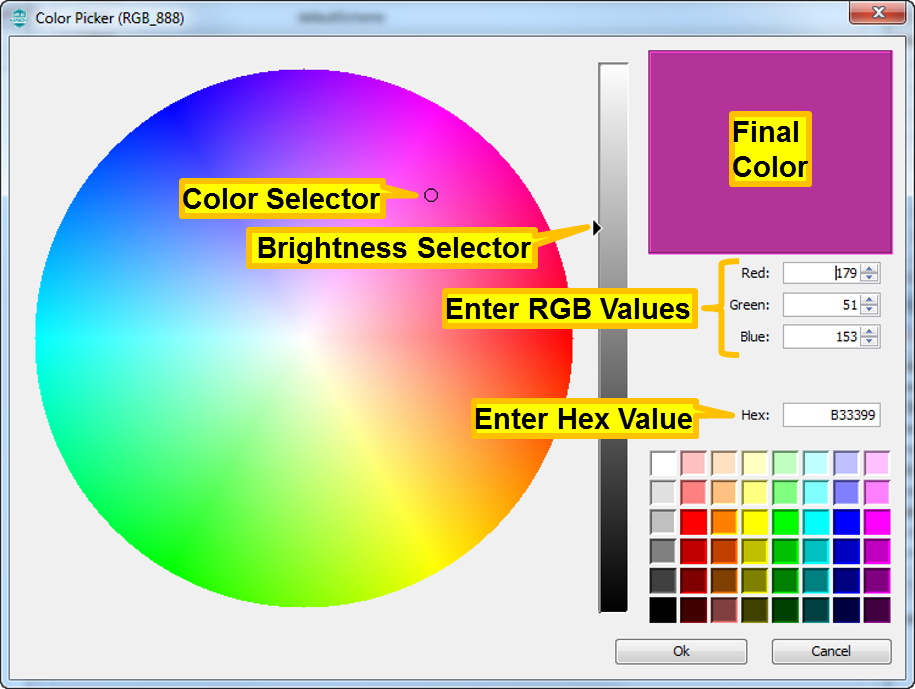 Color Picker (RGB_888)
Color Selector
Brightness Selector
Final
Color
Enter RGB Values
Red: 179
Green: 51
Blue: 153
Enter Hex Value
Hex: B33399
Ok
Cancel